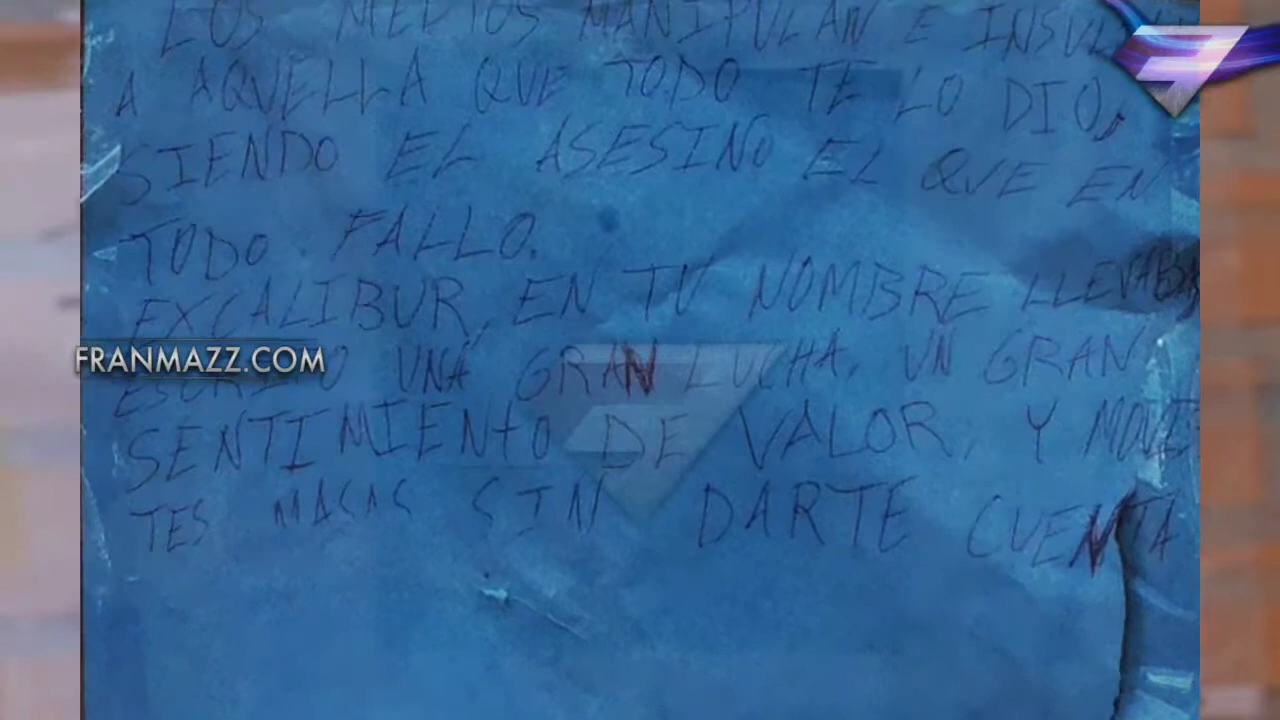 LOS MEDIOS MANIPULAN E INSUL
A AQUELLA QUE TODO TE LO DIO,
SIENDO EL ASESINO EL QUE EN
TODO FALLO.
EXCALIBUR, EN TU NOMBRE LLEVABAS
ESCRITO UNA GRAN LUCHA, UN GRAN
SENTIMIENTO DE VALOR, Y MOVIS
TES MASAS SIN DARTE CUENTA
FRANMAZZ.COM